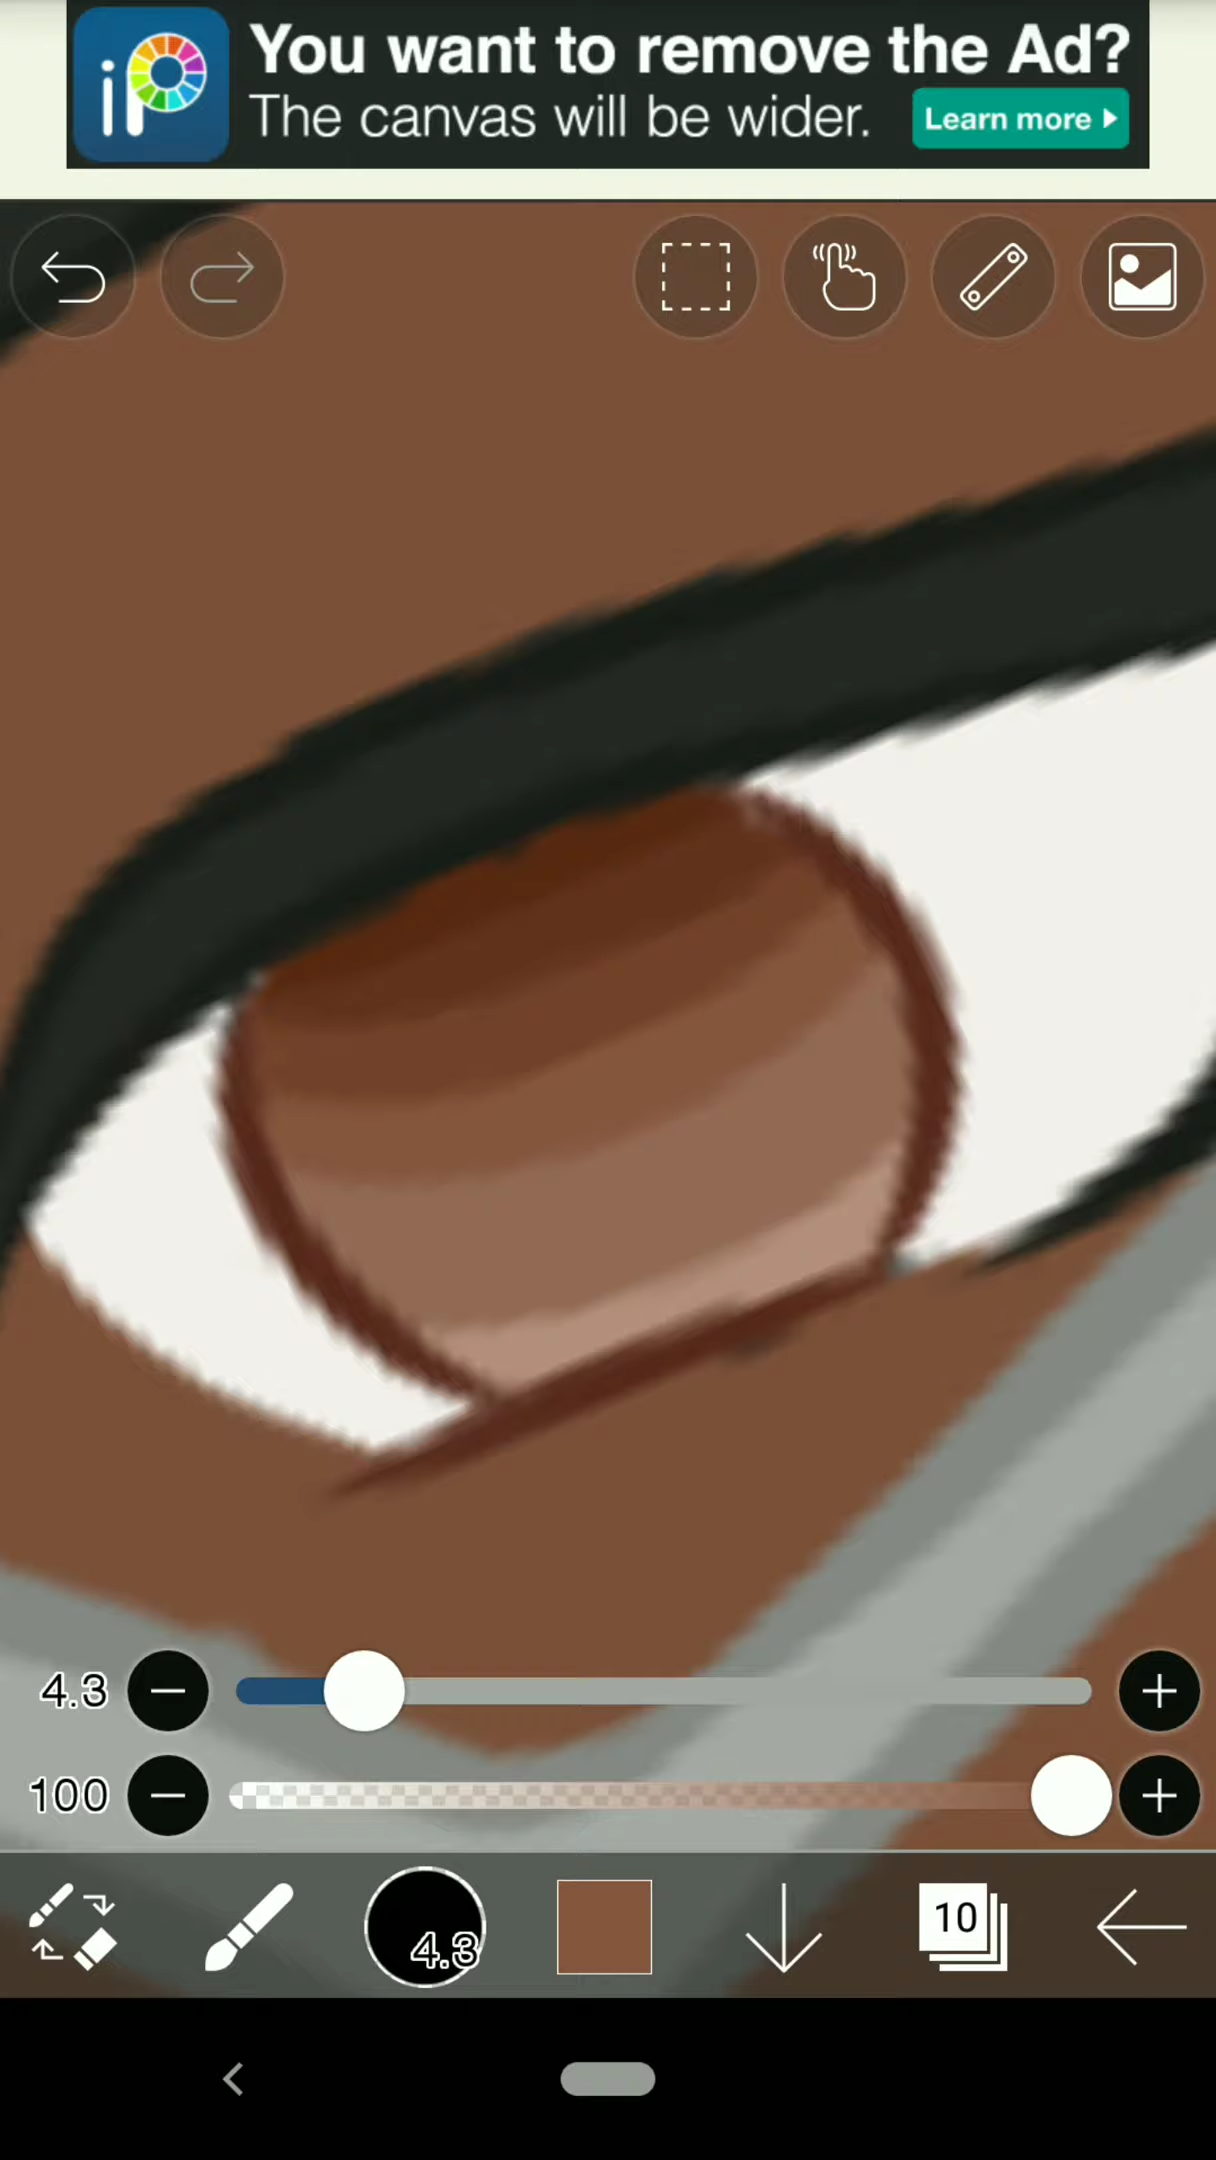 iP
You want to remove the Ad?
The canvas will be wider.
Learn more
4.3
100
4.3
10